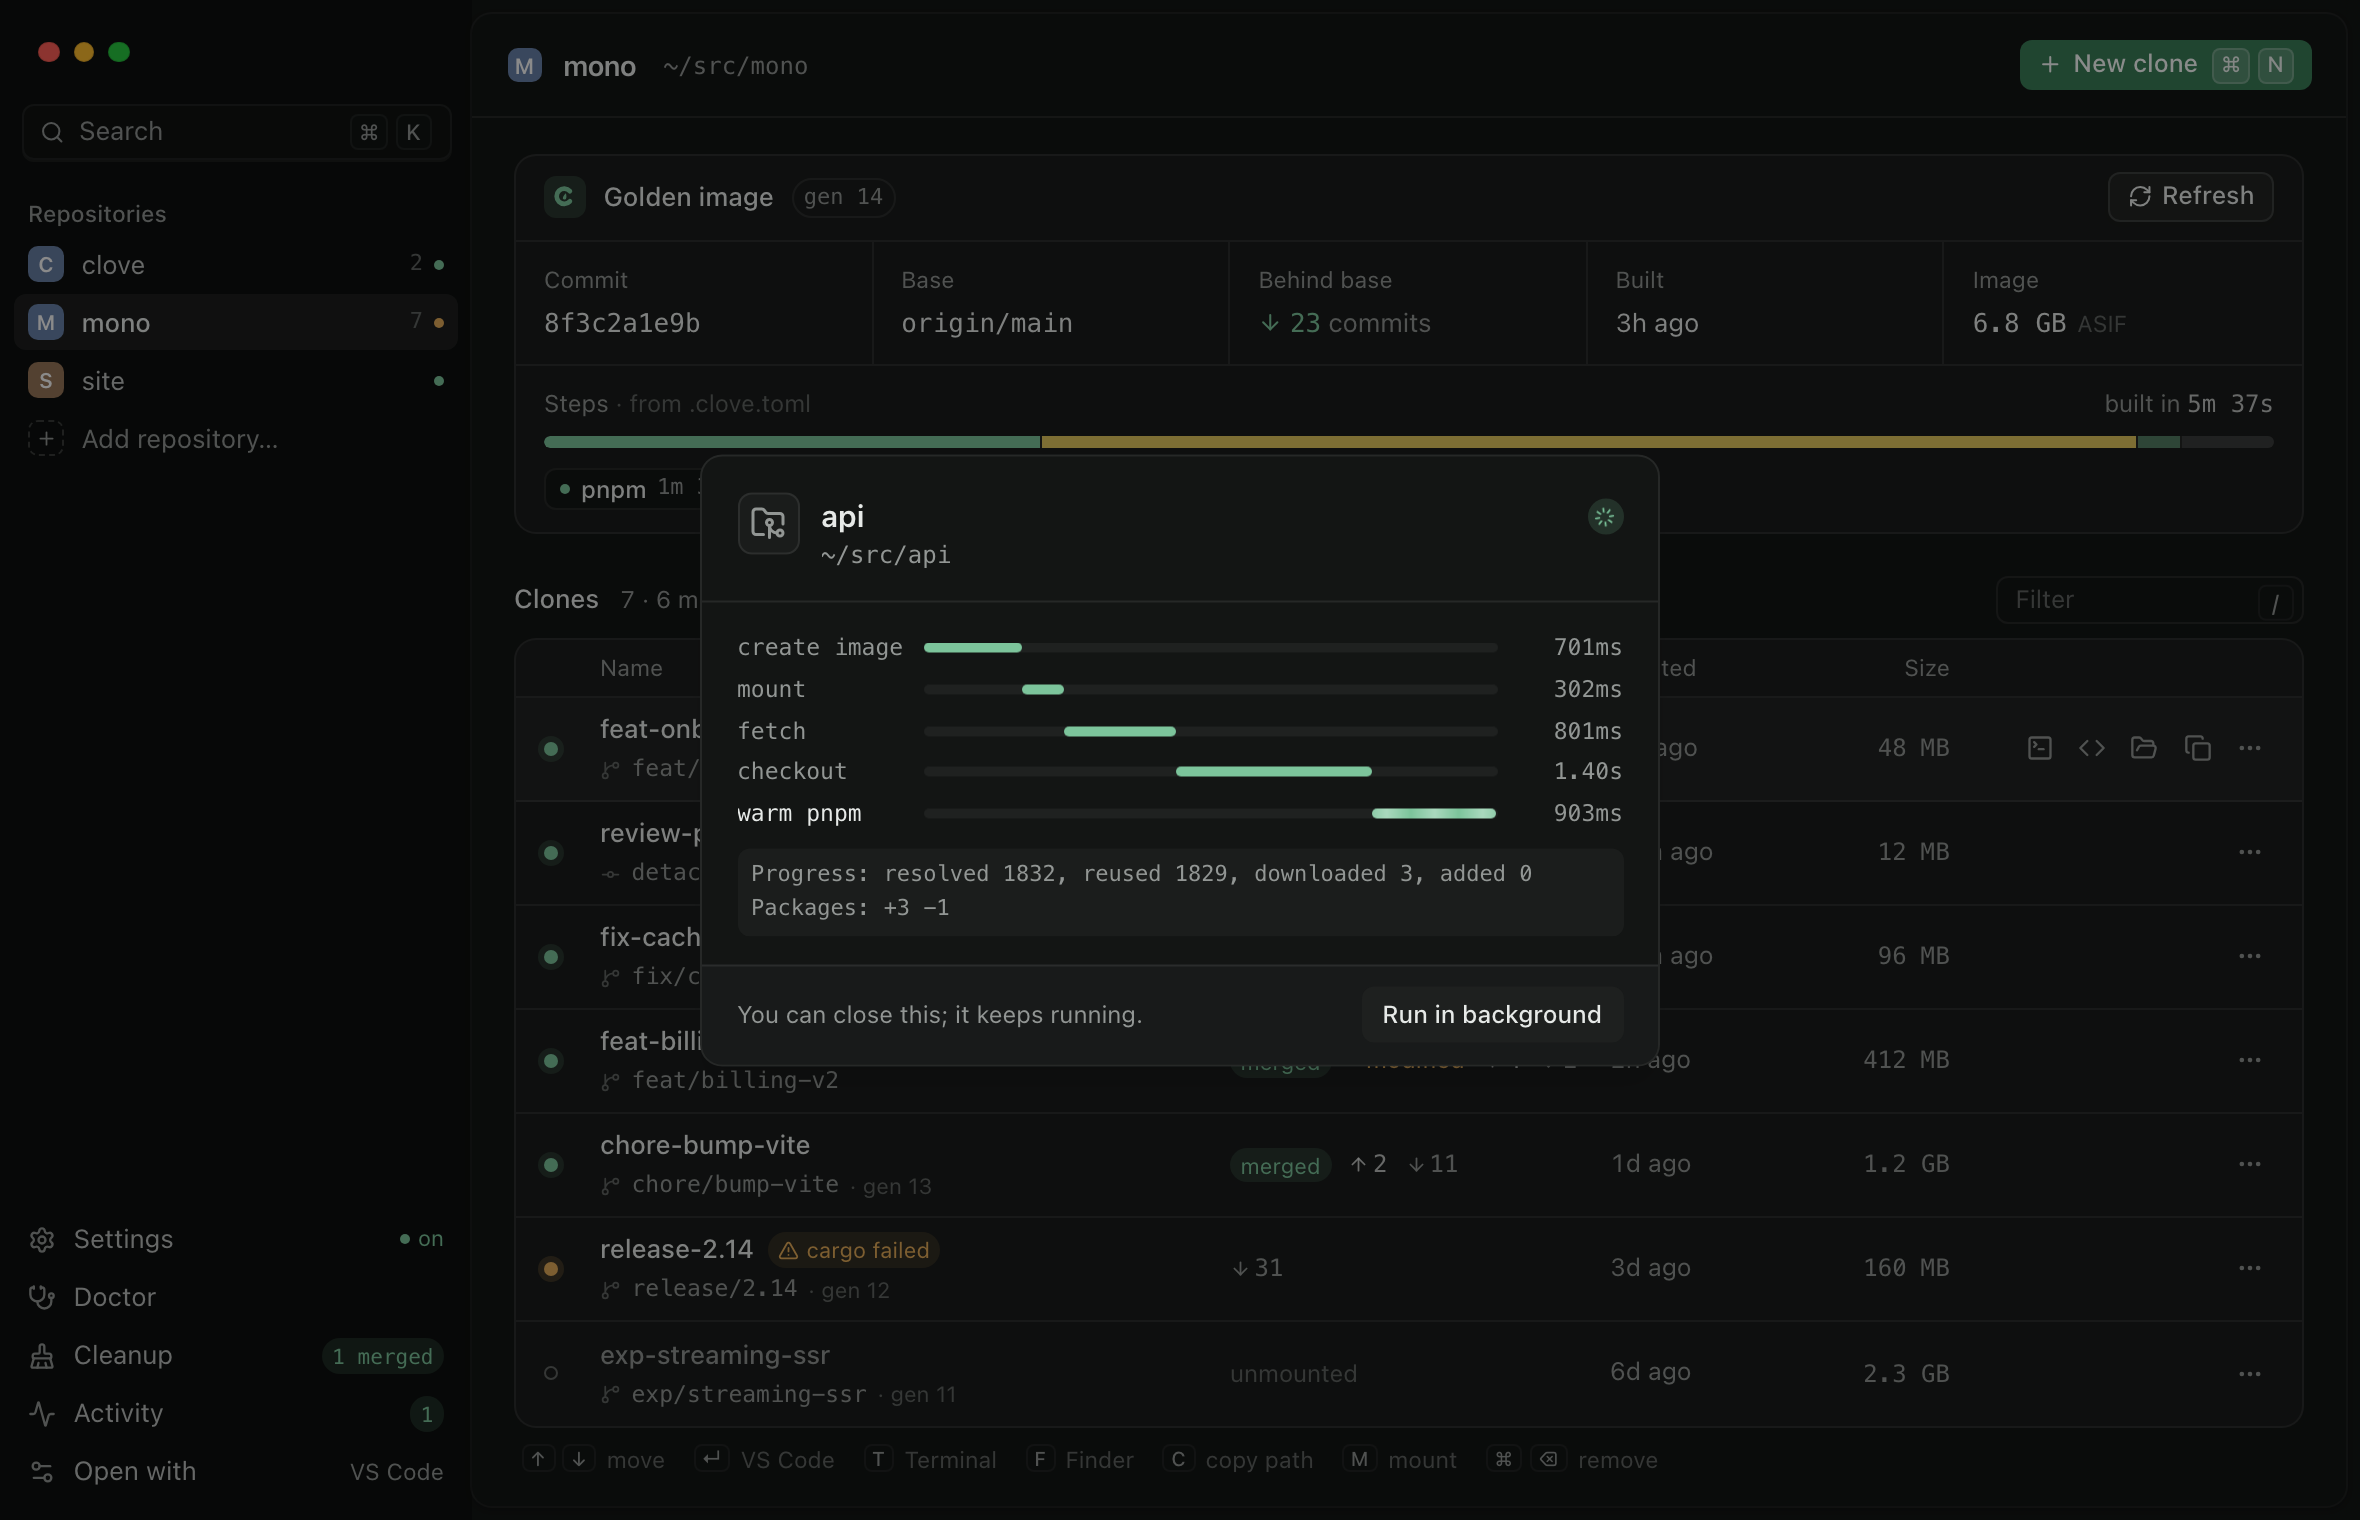 M mono ~/src/mono
+ New clone ⌘ N
Search ⌘ K
Repositories
C clove 2
M mono 7
S site
+ Add repository...
Settings on
Doctor
Cleanup 1 merged
Activity 1
Open with VS Code
Golden image gen 14
Refresh
Commit
8f3c2a1e9b
Base
origin/main
Behind base
↓ 23 commits
Built
3h ago
Image
6.8 GB ASIF
Steps · from .clove.toml
built in 5m 37s
pnpm 1m
api
~/src/api
create image 701ms
mount 302ms
fetch 801ms
checkout 1.40s
warm pnpm 903ms
Progress: resolved 1832, reused 1829, downloaded 3, added 0
Packages: +3 −1
You can close this; it keeps running.
Run in background
Clones 7 · 6 m
Filter /
Name ted Size
feat-onb
feat/
ago 48 MB
review-p
detac
ago 12 MB
fix-cach
fix/c
ago 96 MB
feat-billi
feat/billing-v2
ago 412 MB
chore-bump-vite
chore/bump-vite · gen 13
merged ↑2 ↓11 1d ago 1.2 GB
release-2.14 cargo failed
release/2.14 · gen 12
↓31 3d ago 160 MB
exp-streaming-ssr
exp/streaming-ssr · gen 11
unmounted 6d ago 2.3 GB
↑ ↓ move ↵ VS Code T Terminal F Finder C copy path M mount ⌘ ⌫ remove